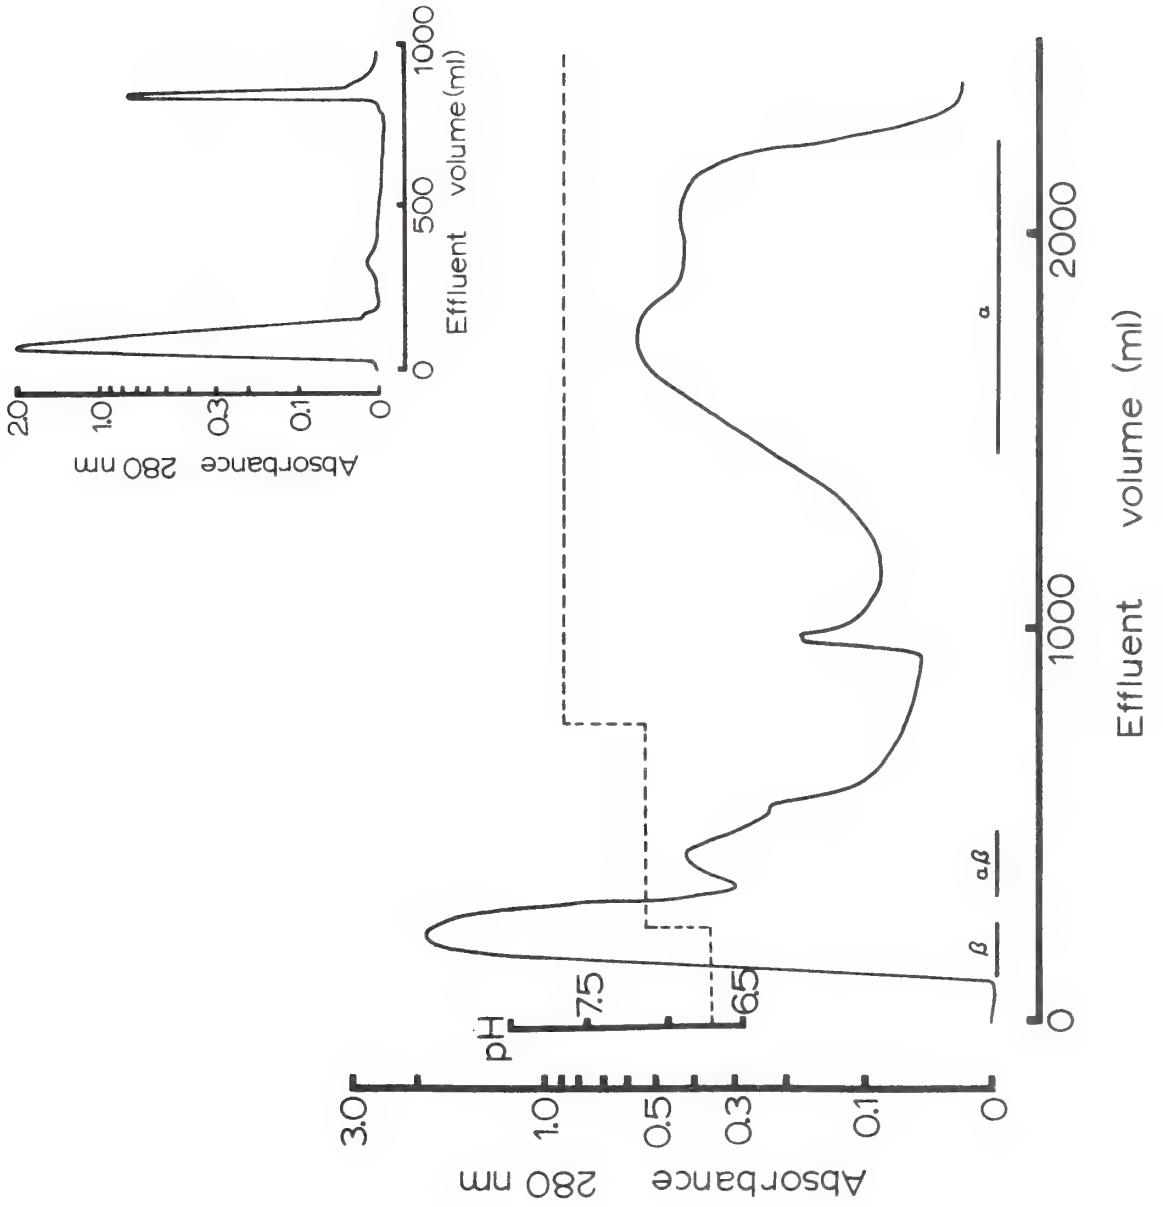 2.0
1.0
0.3
0.1
0
Absorbance 280 nm
0
500
1000
Effluent volume (ml)
3.0
1.0
0.5
0.3
0.1
0
Absorbance 280 nm
pH
7.5
6.5
β
αβ
α
0
1000
2000
Effluent volume (ml)